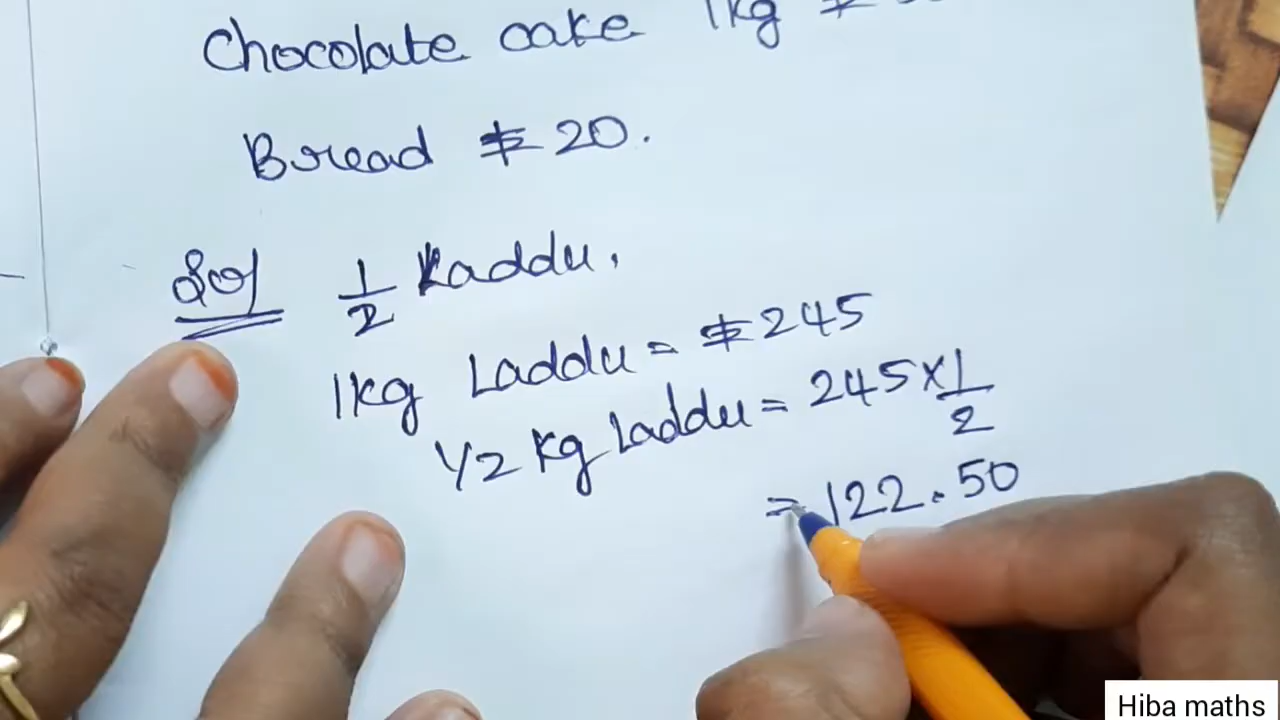 Chocolate cake 1kg ₹
Bread ₹ 20.
Sol 1/2 Laddu.
1kg Laddu = ₹ 245
1/2 kg Laddu = 245 × 1/2
= 122.50
Hiba maths